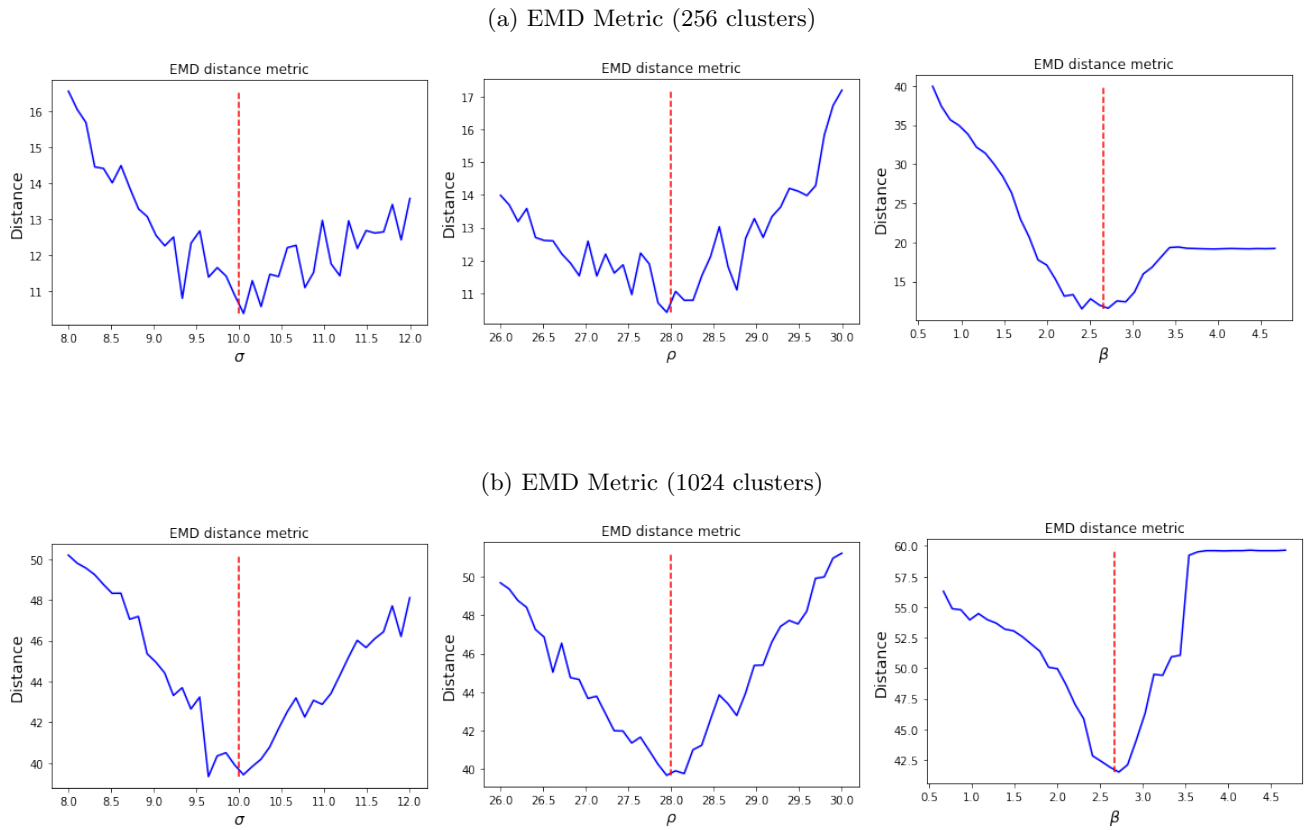 (a) EMD Metric (256 clusters)
EMD distance metric
Distance
16
15
14
13
12
11
8.0 8.5 9.0 9.5 10.0 10.5 11.0 11.5 12.0
σ
EMD distance metric
Distance
17
16
15
14
13
12
11
26.0 26.5 27.0 27.5 28.0 28.5 29.0 29.5 30.0
ρ
EMD distance metric
Distance
40
35
30
25
20
15
0.5 1.0 1.5 2.0 2.5 3.0 3.5 4.0 4.5
β
(b) EMD Metric (1024 clusters)
EMD distance metric
Distance
50
48
46
44
42
40
8.0 8.5 9.0 9.5 10.0 10.5 11.0 11.5 12.0
σ
EMD distance metric
Distance
50
48
46
44
42
40
26.0 26.5 27.0 27.5 28.0 28.5 29.0 29.5 30.0
ρ
EMD distance metric
Distance
60.0
57.5
55.0
52.5
50.0
47.5
45.0
42.5
0.5 1.0 1.5 2.0 2.5 3.0 3.5 4.0 4.5
β